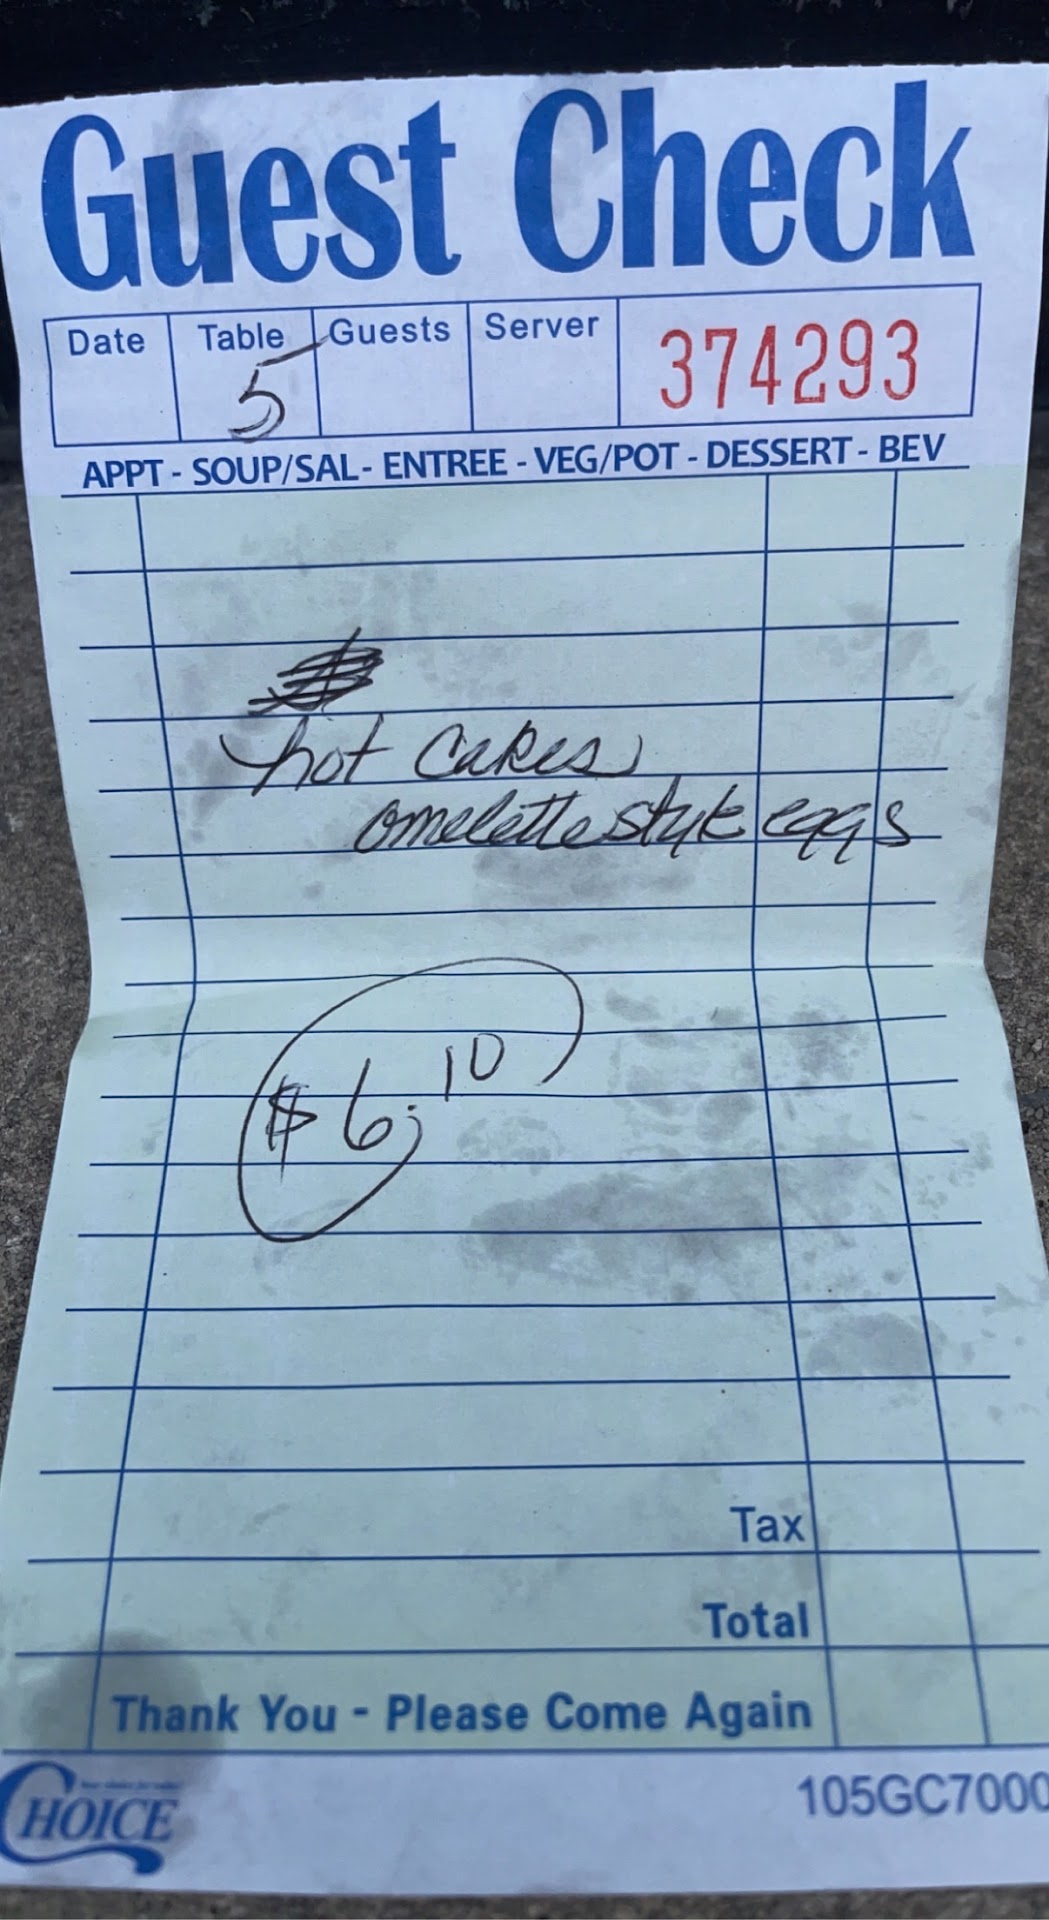 Guest Check
Date Table Guests Server 374293
5
APPT - SOUP/SAL - ENTREE - VEG/POT - DESSERT - BEV
hot cakes
omelette style eggs
$6.10
Tax
Total
Thank You - Please Come Again
CHOICE
105GC7000